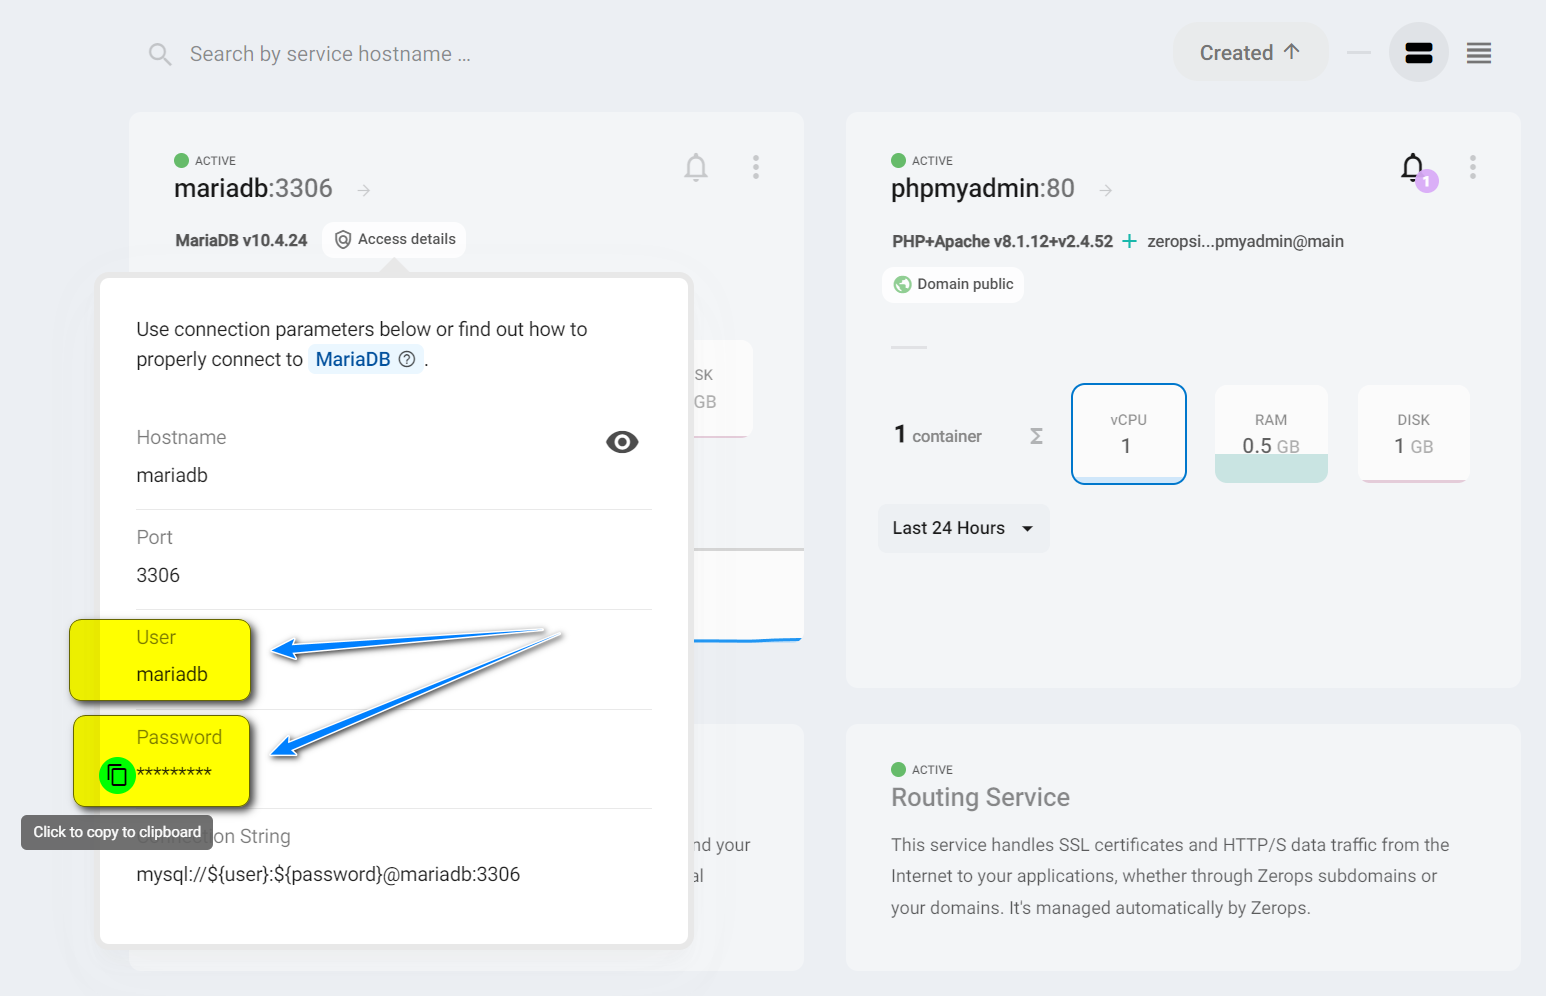 Search by service hostname ...
Created ↑
ACTIVE
mariadb:3306 →
MariaDB v10.4.24
Access details
Use connection parameters below or find out how to
properly connect to MariaDB ? .
Hostname
mariadb
Port
3306
User
mariadb
Password
*********
Click to copy to clipboard
on String
mysql://${user}:${password}@mariadb:3306
SK
GB
nd your
al
ACTIVE
phpmyadmin:80 →
1
PHP+Apache v8.1.12+v2.4.52 + zeropsi...pmyadmin@main
Domain public
1 container Σ
vCPU
1
RAM
0.5 GB
DISK
1 GB
Last 24 Hours
ACTIVE
Routing Service
This service handles SSL certificates and HTTP/S data traffic from the
Internet to your applications, whether through Zerops subdomains or
your domains. It's managed automatically by Zerops.